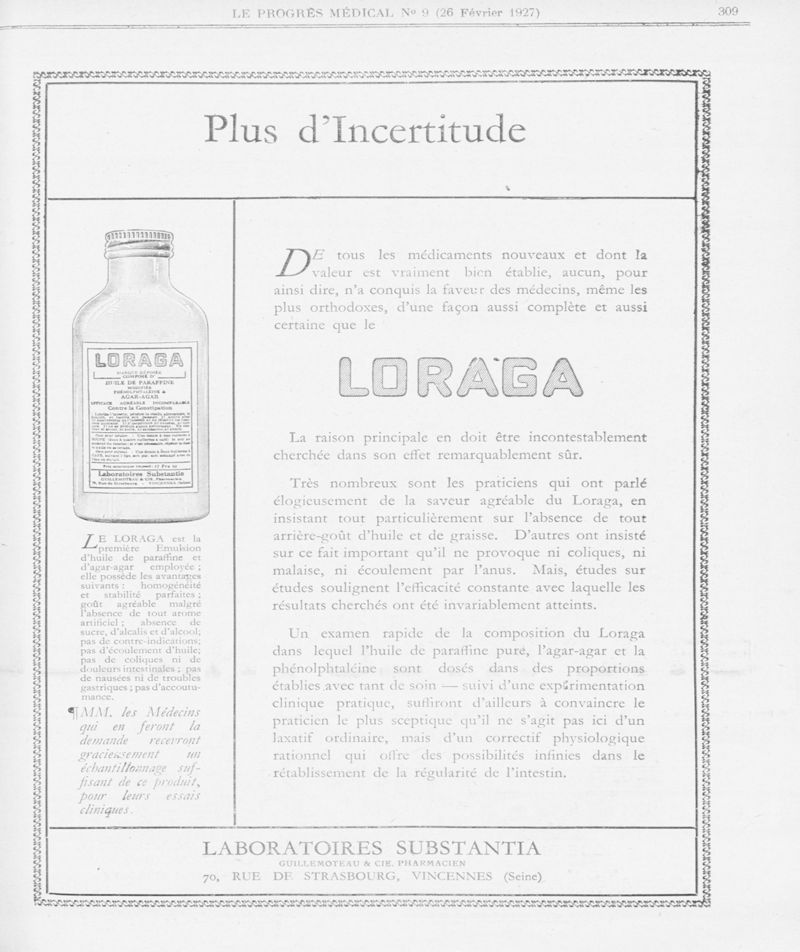 LE PROGRÈS MÉDICAL No 9 (26 Février 1927)
309
Plus d'Incertitude
LORAGA
MARQUE DÉPOSÉE
COMPOSÉ D'
HUILE DE PARAFFINE
PHÉNOLPHTALÉINE &
AGAR-AGAR
EFFICACE AGRÉABLE INCOMPARABLE
Contre la Constipation
Laboratoires Substantia
GUILLEMOTEAU & CIE, Pharmacien
LE LORAGA est la
première Emulsion
d'huile de paraffine et
d'agar-agar employée ;
elle possède les avantages
suivants : homogénéité
et stabilité parfaites ;
goût agréable malgré
l'absence de tout arome
artificiel ; absence de
sucre, d'alcalis et d'alcool;
pas de contre-indications;
pas d'écoulement d'huile;
pas de coliques ni de
douleurs intestinales ; pas
de nausées ni de troubles
gastriques ; pas d'accoutu-
mance.
¶ MM. les Médecins
qui en feront la
demande recevront
gracieusement un
échantillonnage suf-
fisant de ce produit,
pour leurs essais
cliniques.
DE tous les médicaments nouveaux et dont la
valeur est vraiment bien établie, aucun, pour
ainsi dire, n'a conquis la faveur des médecins, même les
plus orthodoxes, d'une façon aussi complète et aussi
certaine que le
LORAGA
La raison principale en doit être incontestablement
cherchée dans son effet remarquablement sûr.
Très nombreux sont les praticiens qui ont parlé
élogieusement de la saveur agréable du Loraga, en
insistant tout particulièrement sur l'absence de tout
arrière-goût d'huile et de graisse. D'autres ont insisté
sur ce fait important qu'il ne provoque ni coliques, ni
malaise, ni écoulement par l'anus. Mais, études sur
études soulignent l'efficacité constante avec laquelle les
résultats cherchés ont été invariablement atteints.
Un examen rapide de la composition du Loraga
dans lequel l'huile de paraffine pure, l'agar-agar et la
phénolphtaléine sont dosés dans des proportions
établies avec tant de soin — suivi d'une expérimentation
clinique pratique, suffiront d'ailleurs à convaincre le
praticien le plus sceptique qu'il ne s'agit pas ici d'un
laxatif ordinaire, mais d'un correctif physiologique
rationnel qui offre des possibilités infinies dans le
rétablissement de la régularité de l'intestin.
LABORATOIRES SUBSTANTIA
GUILLEMOTEAU & CIE. PHARMACIEN
70, RUE DE STRASBOURG, VINCENNES (Seine)